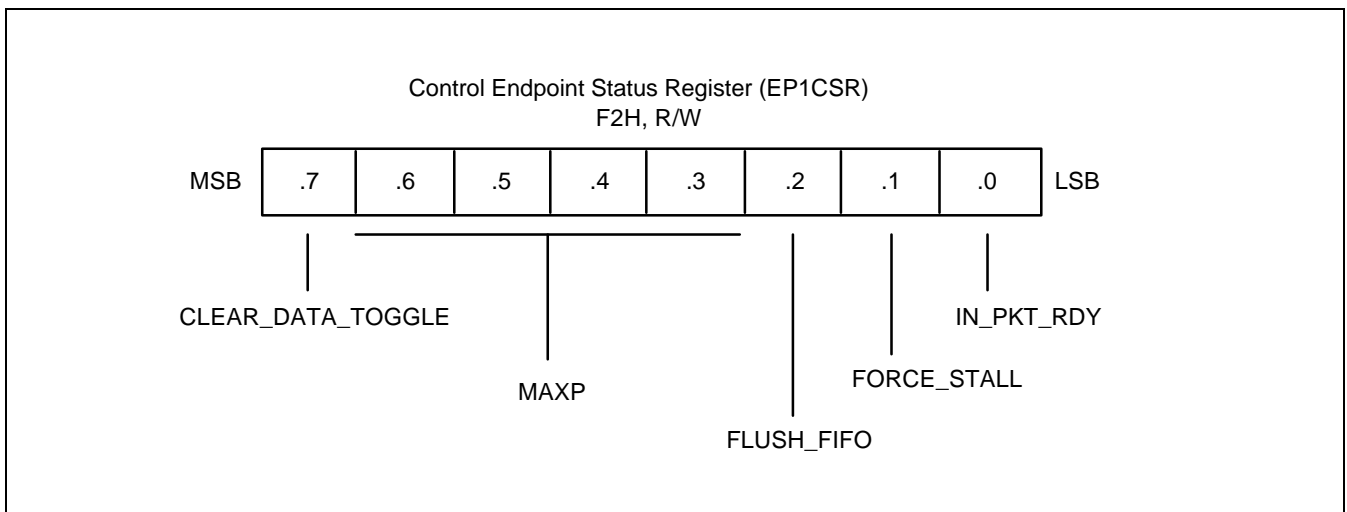 Control Endpoint Status Register (EP1CSR)
F2H, R/W
MSB .7 .6 .5 .4 .3 .2 .1 .0 LSB
CLEAR_DATA_TOGGLE IN_PKT_RDY
FORCE_STALL
MAXP
FLUSH_FIFO